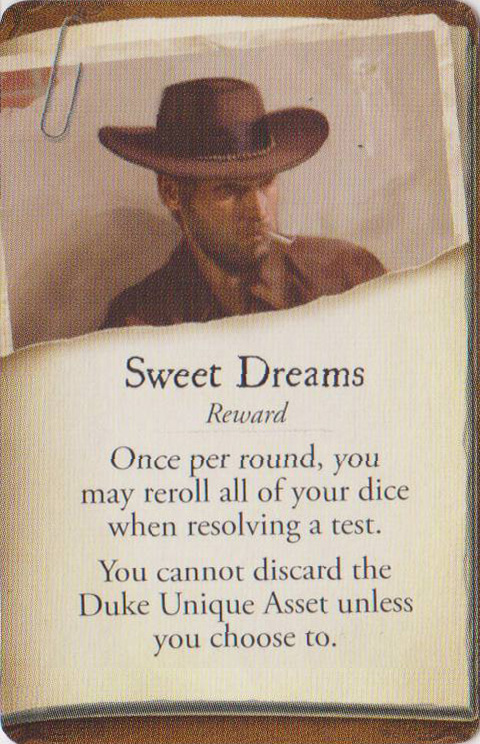 Sweet Dreams
Reward
Once per round, you
may reroll all of your dice
when resolving a test.
You cannot discard the
Duke Unique Asset unless
you choose to.